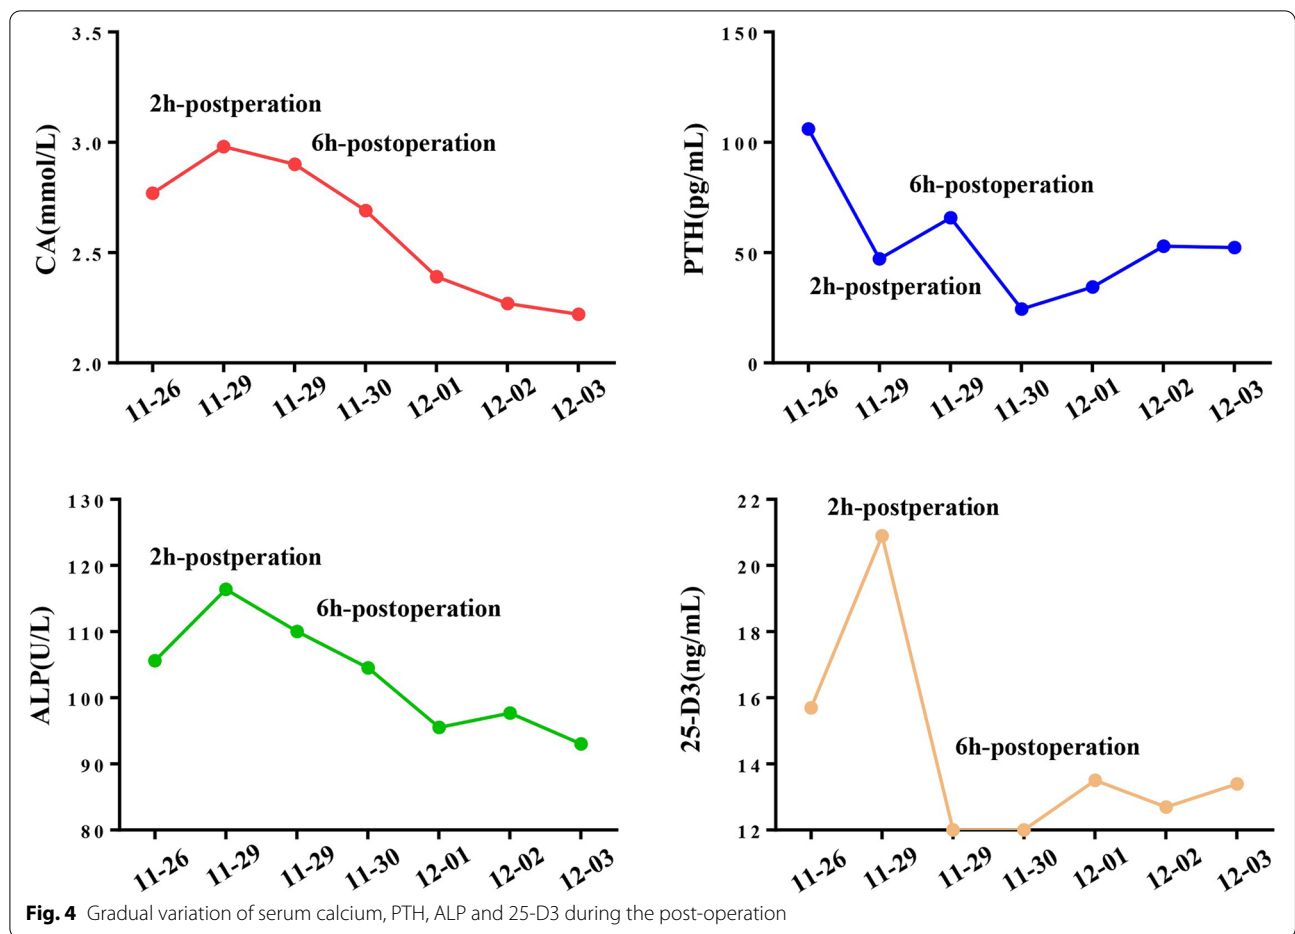 3.5
3.0
2.5
2.0
CA(mmol/L)
2h-postperation
6h-postoperation
11-26 11-29 11-29 11-30 12-01 12-02 12-03
150
100
50
0
PTH(pg/mL)
6h-postoperation
2h-postperation
11-26 11-29 11-29 11-30 12-01 12-02 12-03
130
120
110
100
90
80
ALP(U/L)
2h-postperation
6h-postoperation
11-26 11-29 11-29 11-30 12-01 12-02 12-03
22
20
18
16
14
12
25-D3(ng/mL)
2h-postperation
6h-postoperation
11-26 11-29 11-29 11-30 12-01 12-02 12-03
Fig. 4 Gradual variation of serum calcium, PTH, ALP and 25-D3 during the post-operation